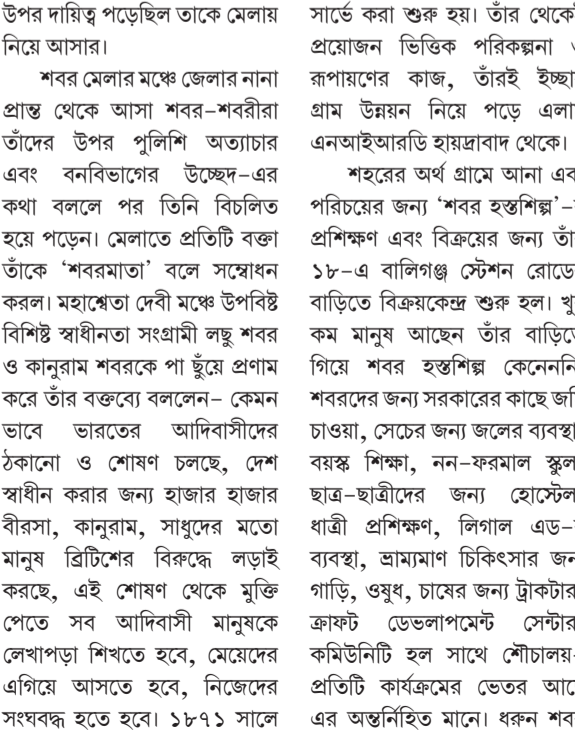 উপর দায়িত্ব পড়েছিল তাকে মেলায়
নিয়ে আসার।
শবর মেলার মঞ্চে জেলার নানা
প্রান্ত থেকে আসা শবর-শবরীরা
তাঁদের উপর পুলিশি অত্যাচার
এবং বনবিভাগের উচ্ছেদ-এর
কথা বললে পর তিনি বিচলিত
হয়ে পড়েন। মেলাতে প্রতিটি বক্তা
তাঁকে ‘শবরমাতা’ বলে সম্বোধন
করল। মহাশ্বেতা দেবী মঞ্চে উপবিষ্ট
বিশিষ্ট স্বাধীনতা সংগ্রামী লছু শবর
ও কানুরাম শবরকে পা ছুঁয়ে প্রণাম
করে তাঁর বক্তব্যে বললেন- কেমন
ভাবে ভারতের আদিবাসীদের
ঠকানো ও শোষণ চলছে, দেশ
স্বাধীন করার জন্য হাজার হাজার
বীরসা, কানুরাম, সাধুদের মতো
মানুষ ব্রিটিশের বিরুদ্ধে লড়াই
করছে, এই শোষণ থেকে মুক্তি
পেতে সব আদিবাসী মানুষকে
লেখাপড়া শিখতে হবে, মেয়েদের
এগিয়ে আসতে হবে, নিজেদের
সংঘবদ্ধ হতে হবে। ১৮৭১ সালে
সার্ভে করা শুরু হয়। তাঁর থেকেই
প্রয়োজন ভিত্তিক পরিকল্পনা
রূপায়ণের কাজ, তাঁরই ইচ্ছা
গ্রাম উন্নয়ন নিয়ে পড়ে এলা
এনআইআরডি হায়দ্রাবাদ থেকে।
শহরের অর্থ গ্রামে আনা এব
পরিচয়ের জন্য ‘শবর হস্তশিল্প’-
প্রশিক্ষণ এবং বিক্রয়ের জন্য তাঁ
১৮-এ বালিগঞ্জ স্টেশন রোডে
বাড়িতে বিক্রয়কেন্দ্র শুরু হল। খু
কম মানুষ আছেন তাঁর বাড়িতে
গিয়ে শবর হস্তশিল্প কেনেননি
শবরদের জন্য সরকারের কাছে জ
চাওয়া, সেচের জন্য জলের ব্যবস্থা
বয়স্ক শিক্ষা, নন-ফরমাল স্কুল
ছাত্র-ছাত্রীদের জন্য হোস্টেল
ধাত্রী প্রশিক্ষণ, লিগাল এড-
ব্যবস্থা, ভ্রাম্যমাণ চিকিৎসার জন
গাড়ি, ওষুধ, চাষের জন্য ট্রাকটার
ক্রাফট ডেভলাপমেন্ট সেন্টার
কমিউনিটি হল সাথে শৌচালয়-
প্রতিটি কার্যক্রমের ভেতর আ
এর অন্তর্নিহিত মানে। ধরুন শব